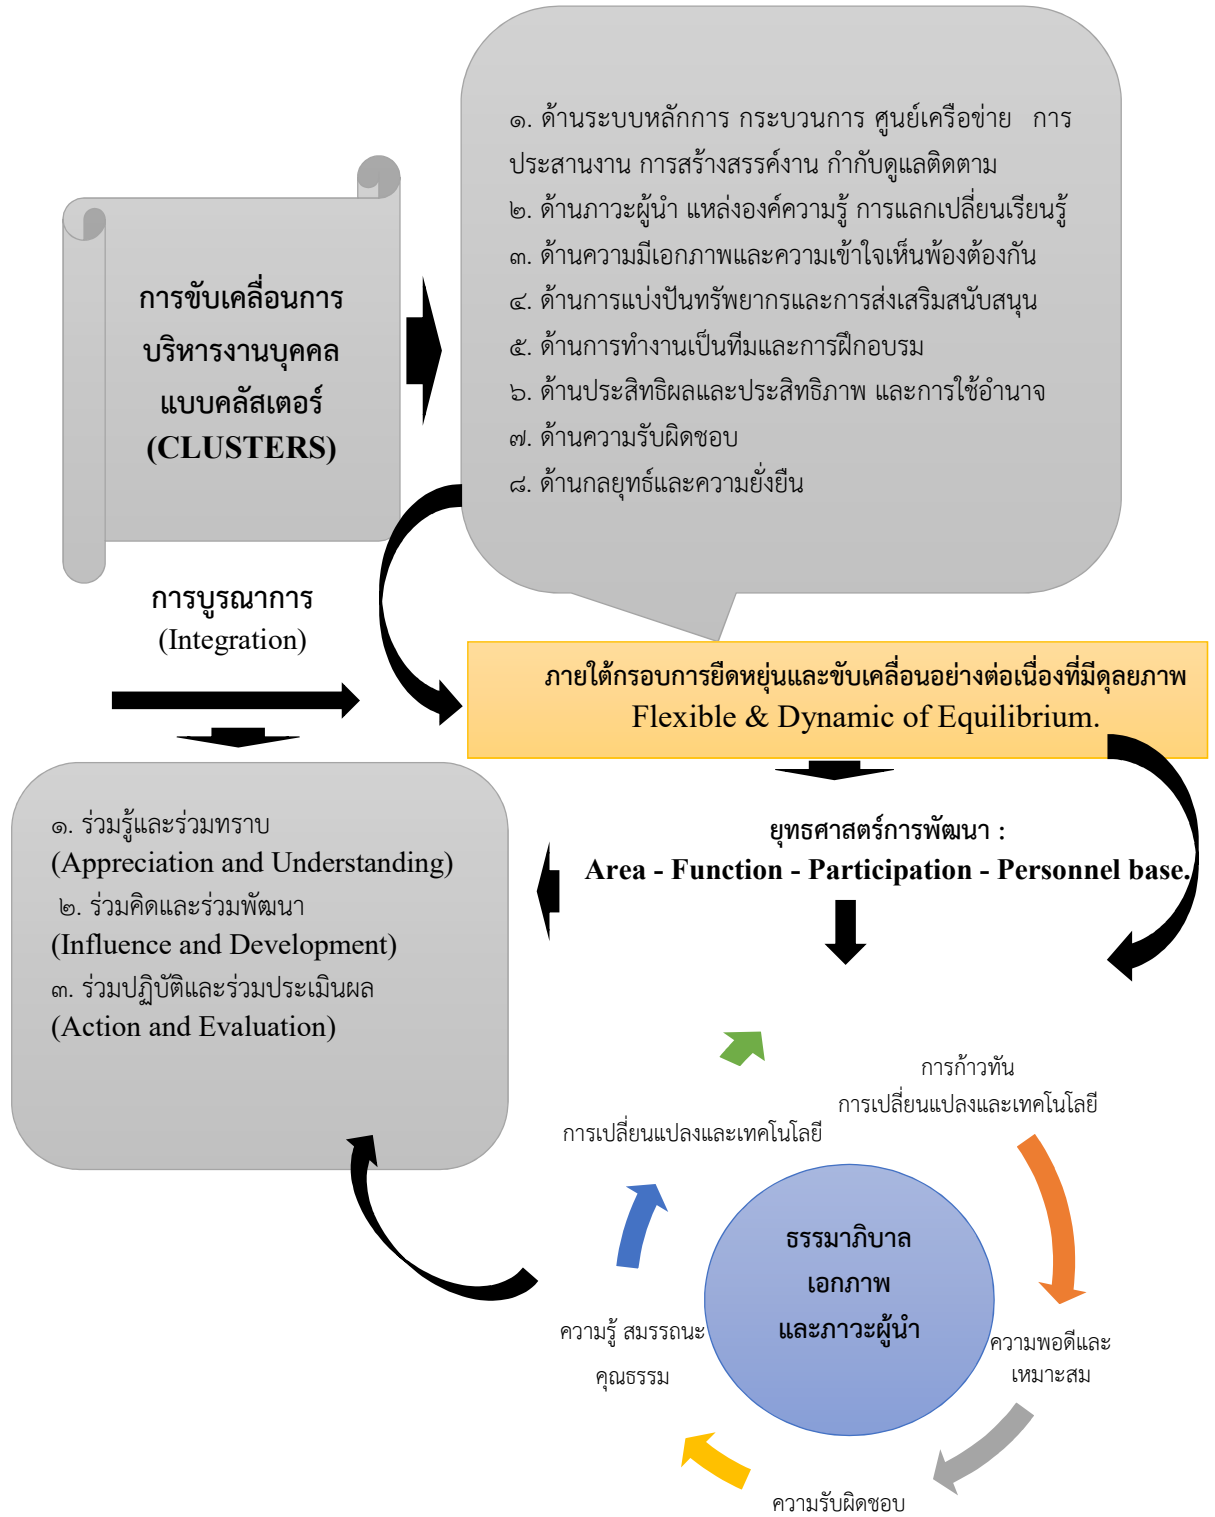 การขับเคลื่อนการ
บริหารงานบุคคล
แบบคลัสเตอร์
(CLUSTERS)
๑. ด้านระบบหลักการ กระบวนการ ศูนย์เครือข่าย การ
ประสานงาน การสร้างสรรค์งาน กำกับดูแลติดตาม
๒. ด้านภาวะผู้นำ แหล่งองค์ความรู้ การแลกเปลี่ยนเรียนรู้
๓. ด้านความมีเอกภาพและความเข้าใจเห็นพ้องต้องกัน
๔. ด้านการแบ่งปันทรัพยากรและการส่งเสริมสนับสนุน
๕. ด้านการทำงานเป็นทีมและการฝึกอบรม
๖. ด้านประสิทธิผลและประสิทธิภาพ และการใช้อำนาจ
๗. ด้านความรับผิดชอบ
๘. ด้านกลยุทธ์และความยั่งยืน
การบูรณาการ
(Integration)
ภายใต้กรอบการยืดหยุ่นและขับเคลื่อนอย่างต่อเนื่องที่มีดุลยภาพ
Flexible & Dynamic of Equilibrium.
ยุทธศาสตร์การพัฒนา :
Area - Function - Participation - Personnel base.
๑. ร่วมรู้และร่วมทราบ
(Appreciation and Understanding)
๒. ร่วมคิดและร่วมพัฒนา
(Influence and Development)
๓. ร่วมปฏิบัติและร่วมประเมินผล
(Action and Evaluation)
การก้าวทัน
การเปลี่ยนแปลงและเทคโนโลยี
การเปลี่ยนแปลงและเทคโนโลยี
ธรรมาภิบาล
เอกภาพ
และภาวะผู้นำ
ความพอดีและ
เหมาะสม
ความรู้ สมรรถนะ
คุณธรรม
ความรับผิดชอบ